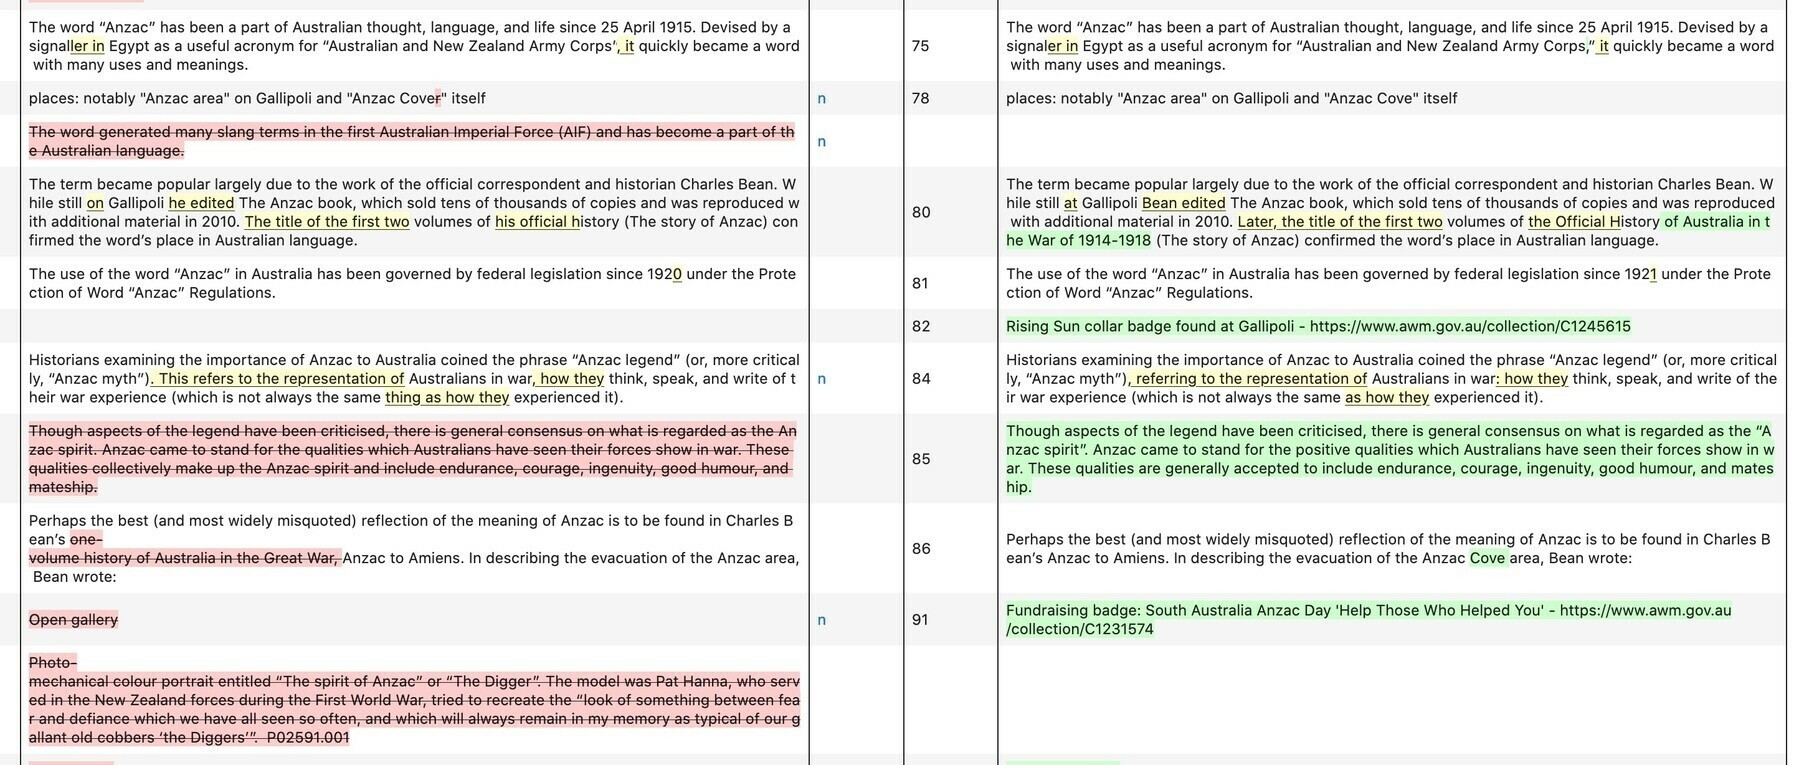 The word “Anzac” has been a part of Australian thought, language, and life since 25 April 1915. Devised by a
signaller in Egypt as a useful acronym for “Australian and New Zealand Army Corps’, it quickly became a word
with many uses and meanings.
75
The word “Anzac” has been a part of Australian thought, language, and life since 25 April 1915. Devised by a
signaler in Egypt as a useful acronym for “Australian and New Zealand Army Corps,” it quickly became a word
with many uses and meanings.
places: notably "Anzac area" on Gallipoli and "Anzac Cover" itself
n
78
places: notably "Anzac area" on Gallipoli and "Anzac Cove" itself
The word generated many slang terms in the first Australian Imperial Force (AIF) and has become a part of th
e Australian language.
n
The term became popular largely due to the work of the official correspondent and historian Charles Bean. W
hile still on Gallipoli he edited The Anzac book, which sold tens of thousands of copies and was reproduced w
ith additional material in 2010. The title of the first two volumes of his official history (The story of Anzac) con
firmed the word’s place in Australian language.
80
The term became popular largely due to the work of the official correspondent and historian Charles Bean. W
hile still at Gallipoli Bean edited The Anzac book, which sold tens of thousands of copies and was reproduced
with additional material in 2010. Later, the title of the first two volumes of the Official History of Australia in t
he War of 1914-1918 (The story of Anzac) confirmed the word’s place in Australian language.
The use of the word “Anzac” in Australia has been governed by federal legislation since 1920 under the Prote
ction of Word “Anzac” Regulations.
81
The use of the word “Anzac” in Australia has been governed by federal legislation since 1921 under the Prote
ction of Word “Anzac” Regulations.
82
Rising Sun collar badge found at Gallipoli - https://www.awm.gov.au/collection/C1245615
Historians examining the importance of Anzac to Australia coined the phrase “Anzac legend” (or, more critical
ly, “Anzac myth”). This refers to the representation of Australians in war, how they think, speak, and write of t
heir war experience (which is not always the same thing as how they experienced it).
n
84
Historians examining the importance of Anzac to Australia coined the phrase “Anzac legend” (or, more critical
ly, “Anzac myth”), referring to the representation of Australians in war: how they think, speak, and write of the
ir war experience (which is not always the same as how they experienced it).
Though aspects of the legend have been criticised, there is general consensus on what is regarded as the An
zac spirit. Anzac came to stand for the qualities which Australians have seen their forces show in war. These
qualities collectively make up the Anzac spirit and include endurance, courage, ingenuity, good humour, and
mateship.
85
Though aspects of the legend have been criticised, there is general consensus on what is regarded as the “A
nzac spirit”. Anzac came to stand for the positive qualities which Australians have seen their forces show in w
ar. These qualities are generally accepted to include endurance, courage, ingenuity, good humour, and mates
hip.
Perhaps the best (and most widely misquoted) reflection of the meaning of Anzac is to be found in Charles B
ean’s one-
volume history of Australia in the Great War, Anzac to Amiens. In describing the evacuation of the Anzac area,
Bean wrote:
86
Perhaps the best (and most widely misquoted) reflection of the meaning of Anzac is to be found in Charles B
ean’s Anzac to Amiens. In describing the evacuation of the Anzac Cove area, Bean wrote:
Open gallery
n
91
Fundraising badge: South Australia Anzac Day 'Help Those Who Helped You' - https://www.awm.gov.au
/collection/C1231574
Photo-
mechanical colour portrait entitled “The spirit of Anzac” or “The Digger”. The model was Pat Hanna, who serv
ed in the New Zealand forces during the First World War, tried to recreate the “look of something between fea
r and defiance which we have all seen so often, and which will always remain in my memory as typical of our g
allant old cobbers ‘the Diggers’”. P02591.001